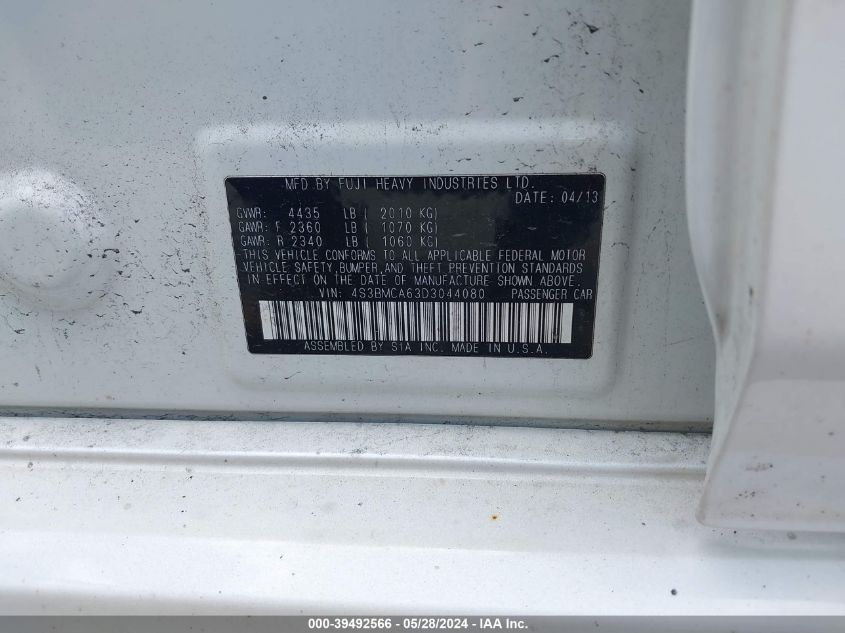 MFD.BY FUJI HEAVY INDUSTRIES LTD.
DATE: 04/13
GVWR: 4435 LB ( 2010 KG)
GAWR: F 2360 LB ( 1070 KG)
GAWR: R 2340 LB ( 1060 KG)
THIS VEHICLE CONFORMS TO ALL APPLICABLE FEDERAL MOTOR
VEHICLE SAFETY,BUMPER,AND THEFT PREVENTION STANDARDS
IN EFFECT ON THE DATE OF MANUFACTURE SHOWN ABOVE.
VIN: 4S3BMCA63D3044080 PASSENGER CAR
ASSEMBLED BY SIA INC. MADE IN U.S.A.
000-39492566 - 05/28/2024 - IAA Inc.